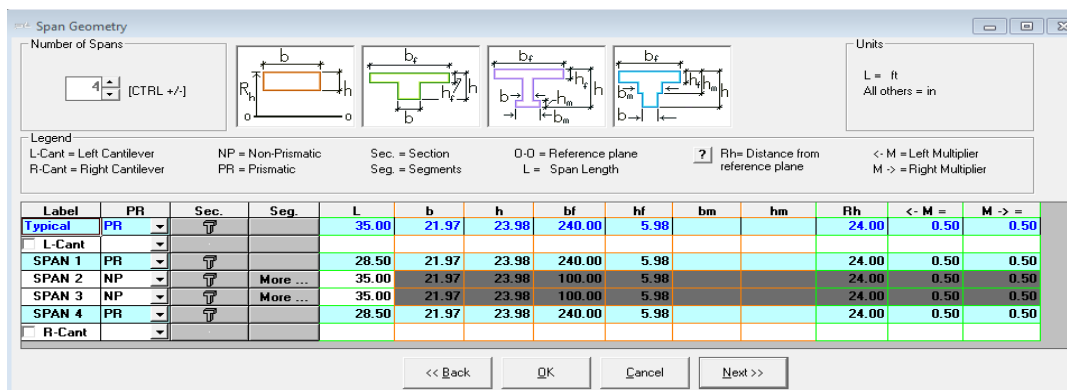 Span Geometry
Number of Spans
4 [CTRL +/-]
b
Rh h
o o
bf
hf h
b
bf
b hf h
hm
bm
bf
bm hf hm h
b
Units
L = ft
All others = in
Legend
L-Cant = Left Cantilever NP = Non-Prismatic Sec. = Section O-O = Reference plane ? Rh= Distance from reference plane <- M = Left Multiplier
R-Cant = Right Cantilever PR = Prismatic Seg. = Segments L = Span Length M -> = Right Multiplier
Label PR Sec. Seg. L b h bf hf bm hm Rh <- M = M -> =
Typical PR 35.00 21.97 23.98 240.00 5.98 24.00 0.50 0.50
L-Cant
SPAN 1 PR 28.50 21.97 23.98 240.00 5.98 24.00 0.50 0.50
SPAN 2 NP More ... 35.00 21.97 23.98 100.00 5.98 24.00 0.50 0.50
SPAN 3 NP More ... 35.00 21.97 23.98 100.00 5.98 24.00 0.50 0.50
SPAN 4 PR 28.50 21.97 23.98 240.00 5.98 24.00 0.50 0.50
R-Cant
<< Back OK Cancel Next >>